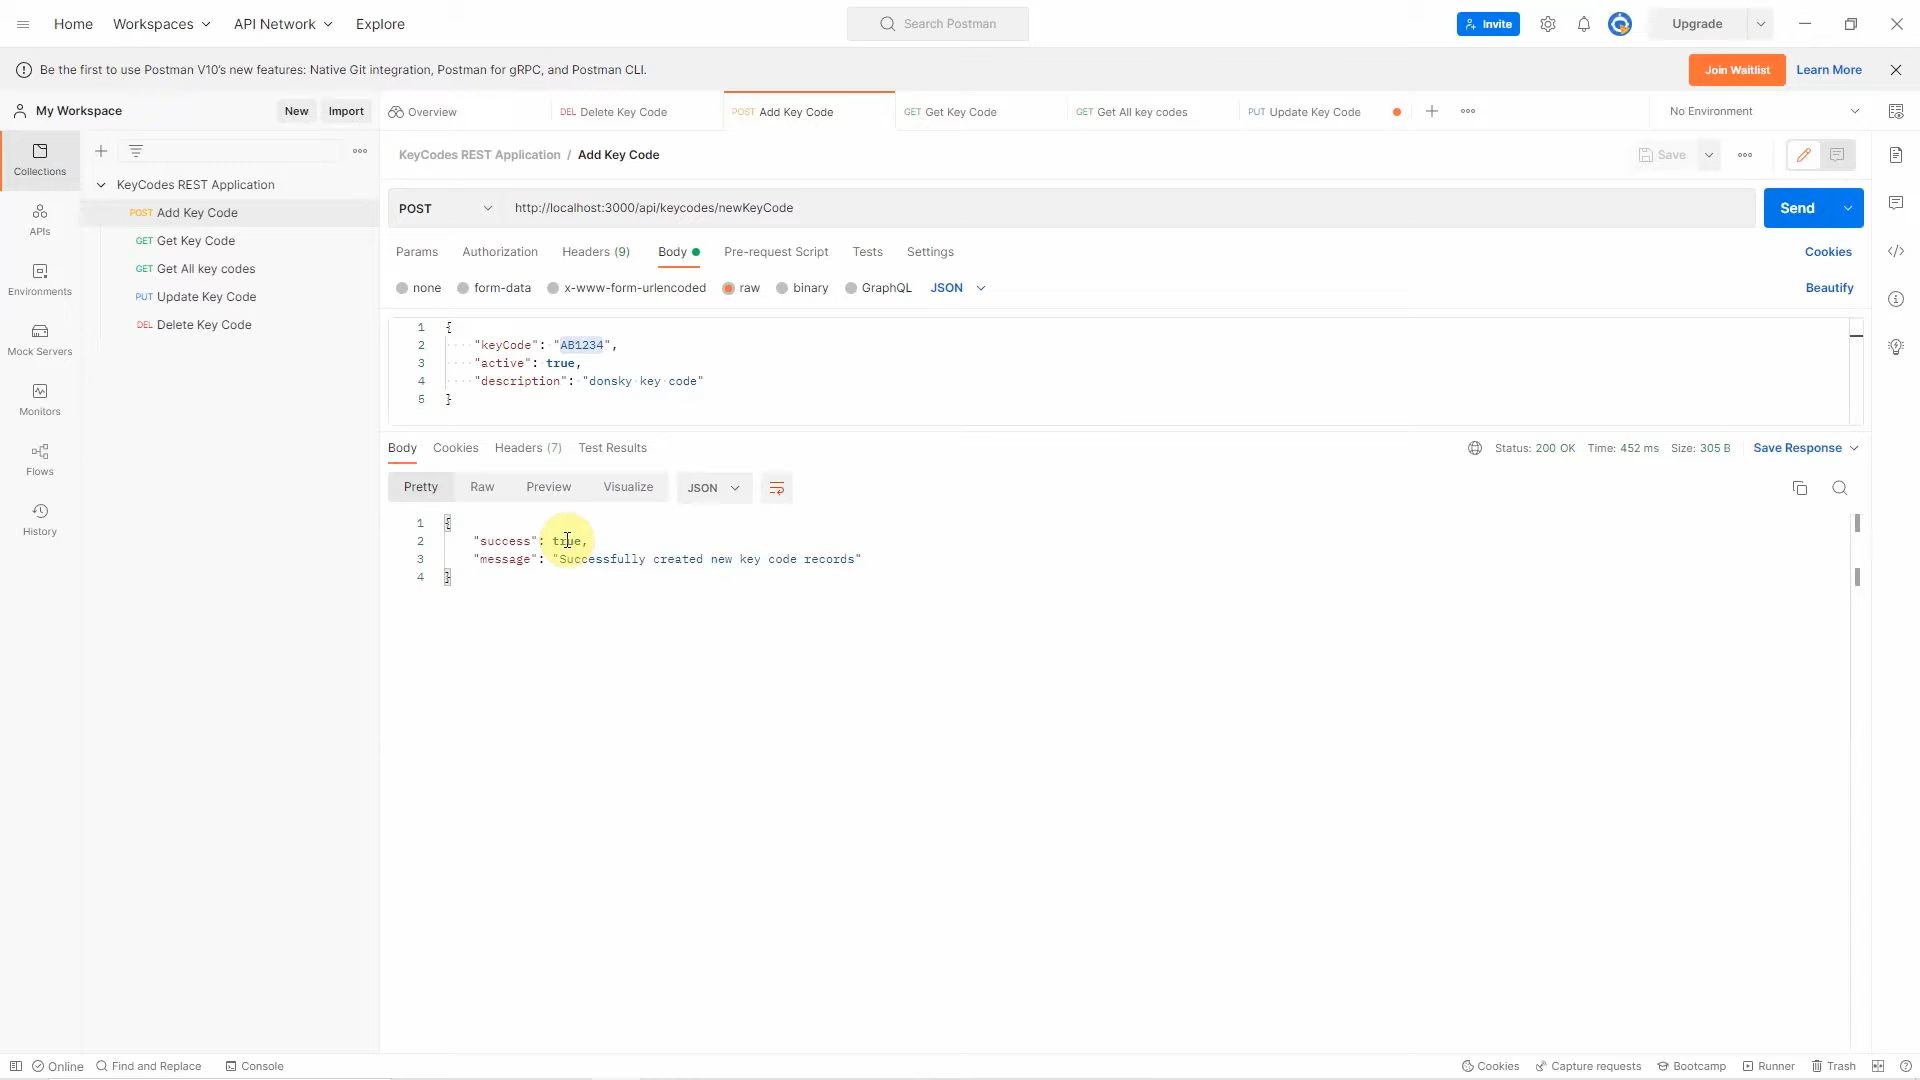 Home Workspaces API Network Explore Search Postman Invite Upgrade
Be the first to use Postman V10's new features: Native Git integration, Postman for gRPC, and Postman CLI. Join Waitlist Learn More
My Workspace New Import Overview DEL Delete Key Code POST Add Key Code GET Get Key Code GET Get All key codes PUT Update Key Code No Environment
Collections
APIs
Environments
Mock Servers
Monitors
Flows
History
KeyCodes REST Application
POST Add Key Code
GET Get Key Code
GET Get All key codes
PUT Update Key Code
DEL Delete Key Code
KeyCodes REST Application / Add Key Code Save
POST http://localhost:3000/api/keycodes/newKeyCode Send
Params Authorization Headers (9) Body Pre-request Script Tests Settings Cookies
none form-data x-www-form-urlencoded raw binary GraphQL JSON Beautify
1 {
2 "keyCode": "AB1234",
3 "active": true,
4 "description": "donsky key code"
5 }
Body Cookies Headers (7) Test Results Status: 200 OK Time: 452 ms Size: 305 B Save Response
Pretty Raw Preview Visualize JSON
1 {
2 "success": true,
3 "message": "Successfully created new key code records"
4 }
Online Find and Replace Console Cookies Capture requests Bootcamp Runner Trash